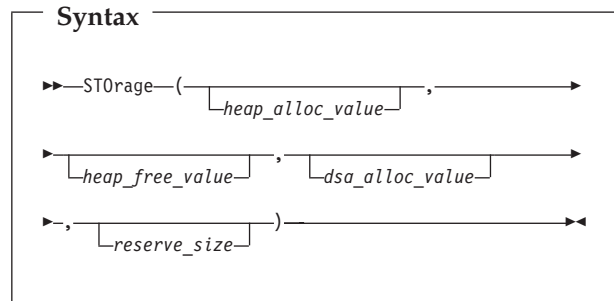 Syntax
STOrage ( heap_alloc_value ,
heap_free_value , dsa_alloc_value
, reserve_size )